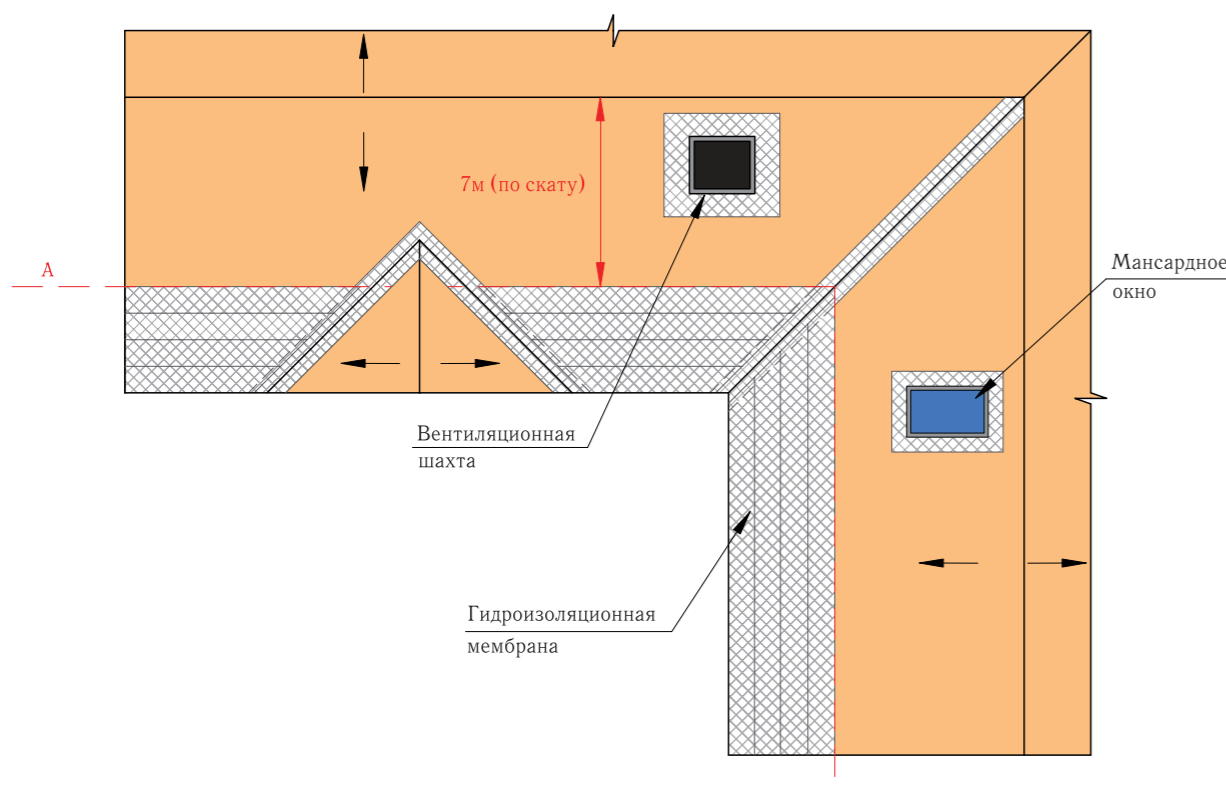 7м (по скату)
А
Мансардное
окно
Вентиляционная
шахта
Гидроизоляционная
мембрана